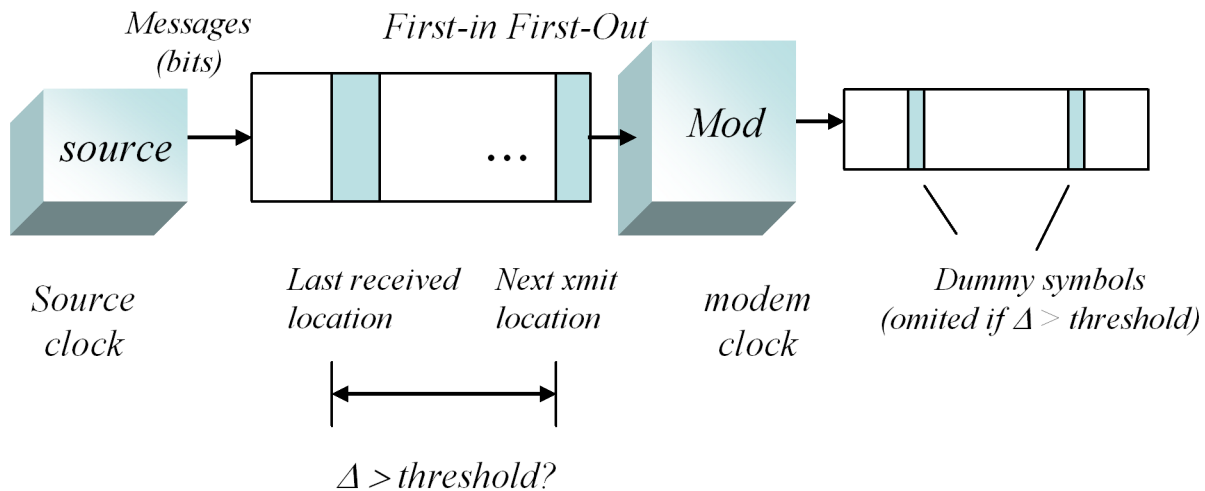 Messages
(bits)
First-in First-Out
source
...
Mod
Source
clock
Last received
location
Next xmit
location
modem
clock
Dummy symbols
(omited if Δ > threshold)
Δ > threshold?